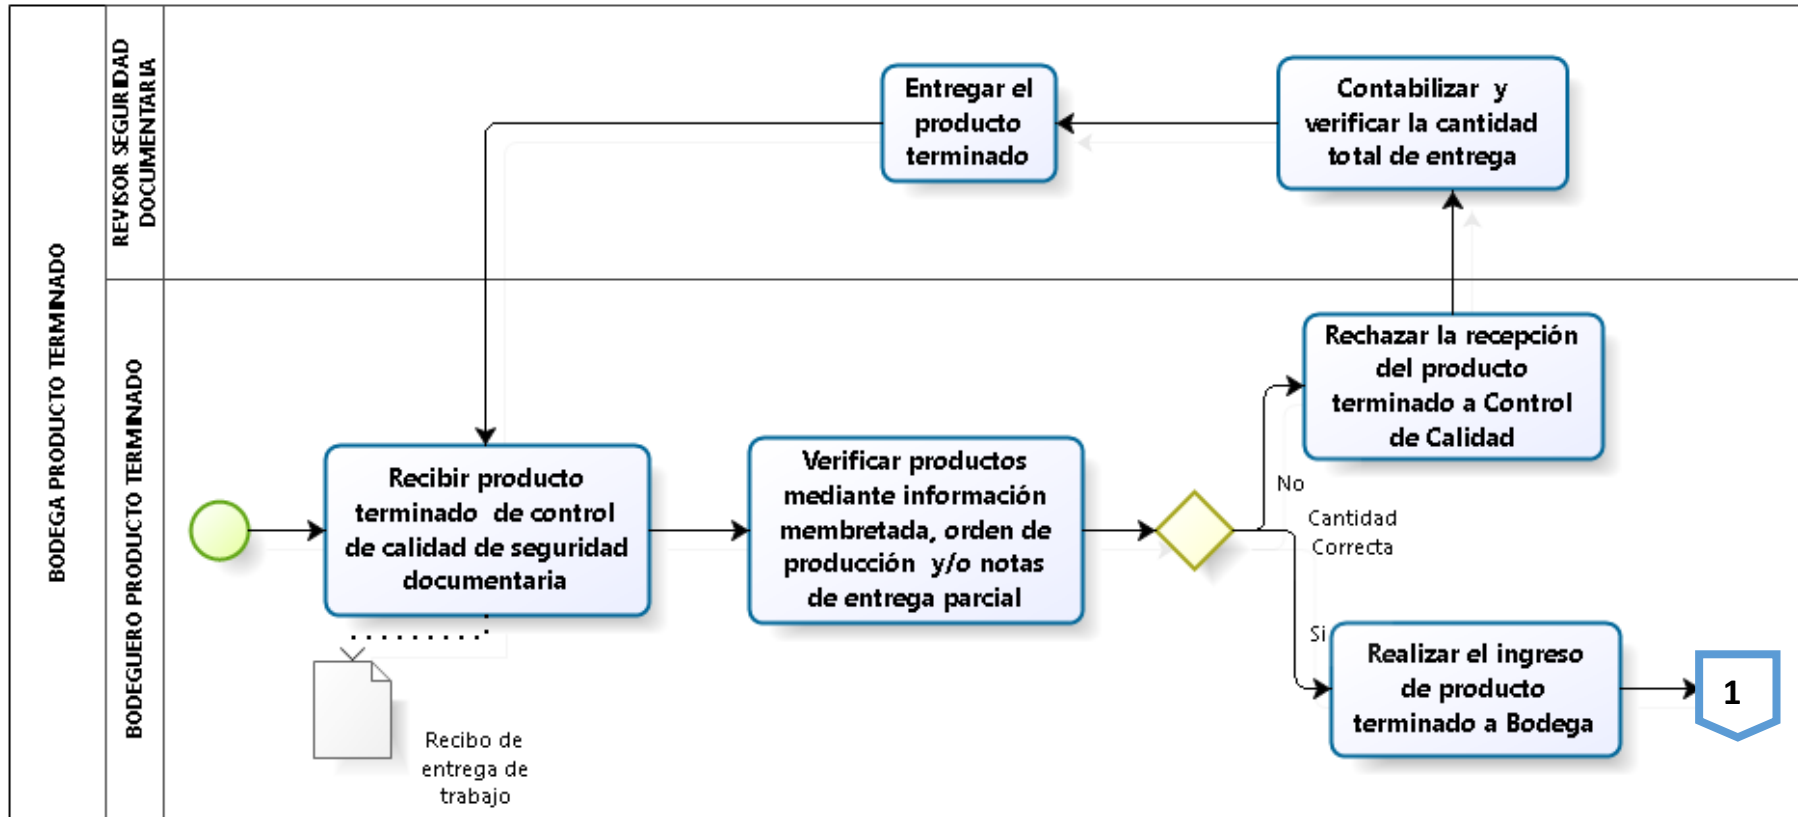 BODEGA PRODUCTO TERMINADO
REVISOR SEGURIDAD
DOCUMENTARIA
Entregar el
producto
terminado
Contabilizar y
verificar la cantidad
total de entrega
BODEGUERO PRODUCTO TERMINADO
Recibir producto
terminado de control
de calidad de seguridad
documentaria
Recibo de
entrega de
trabajo
Verificar productos
mediante información
membretada, orden de
producción y/o notas
de entrega parcial
Cantidad
Correcta
No
Rechazar la recepción
del producto
terminado a Control
de Calidad
Si
Realizar el ingreso
de producto
terminado a Bodega
1